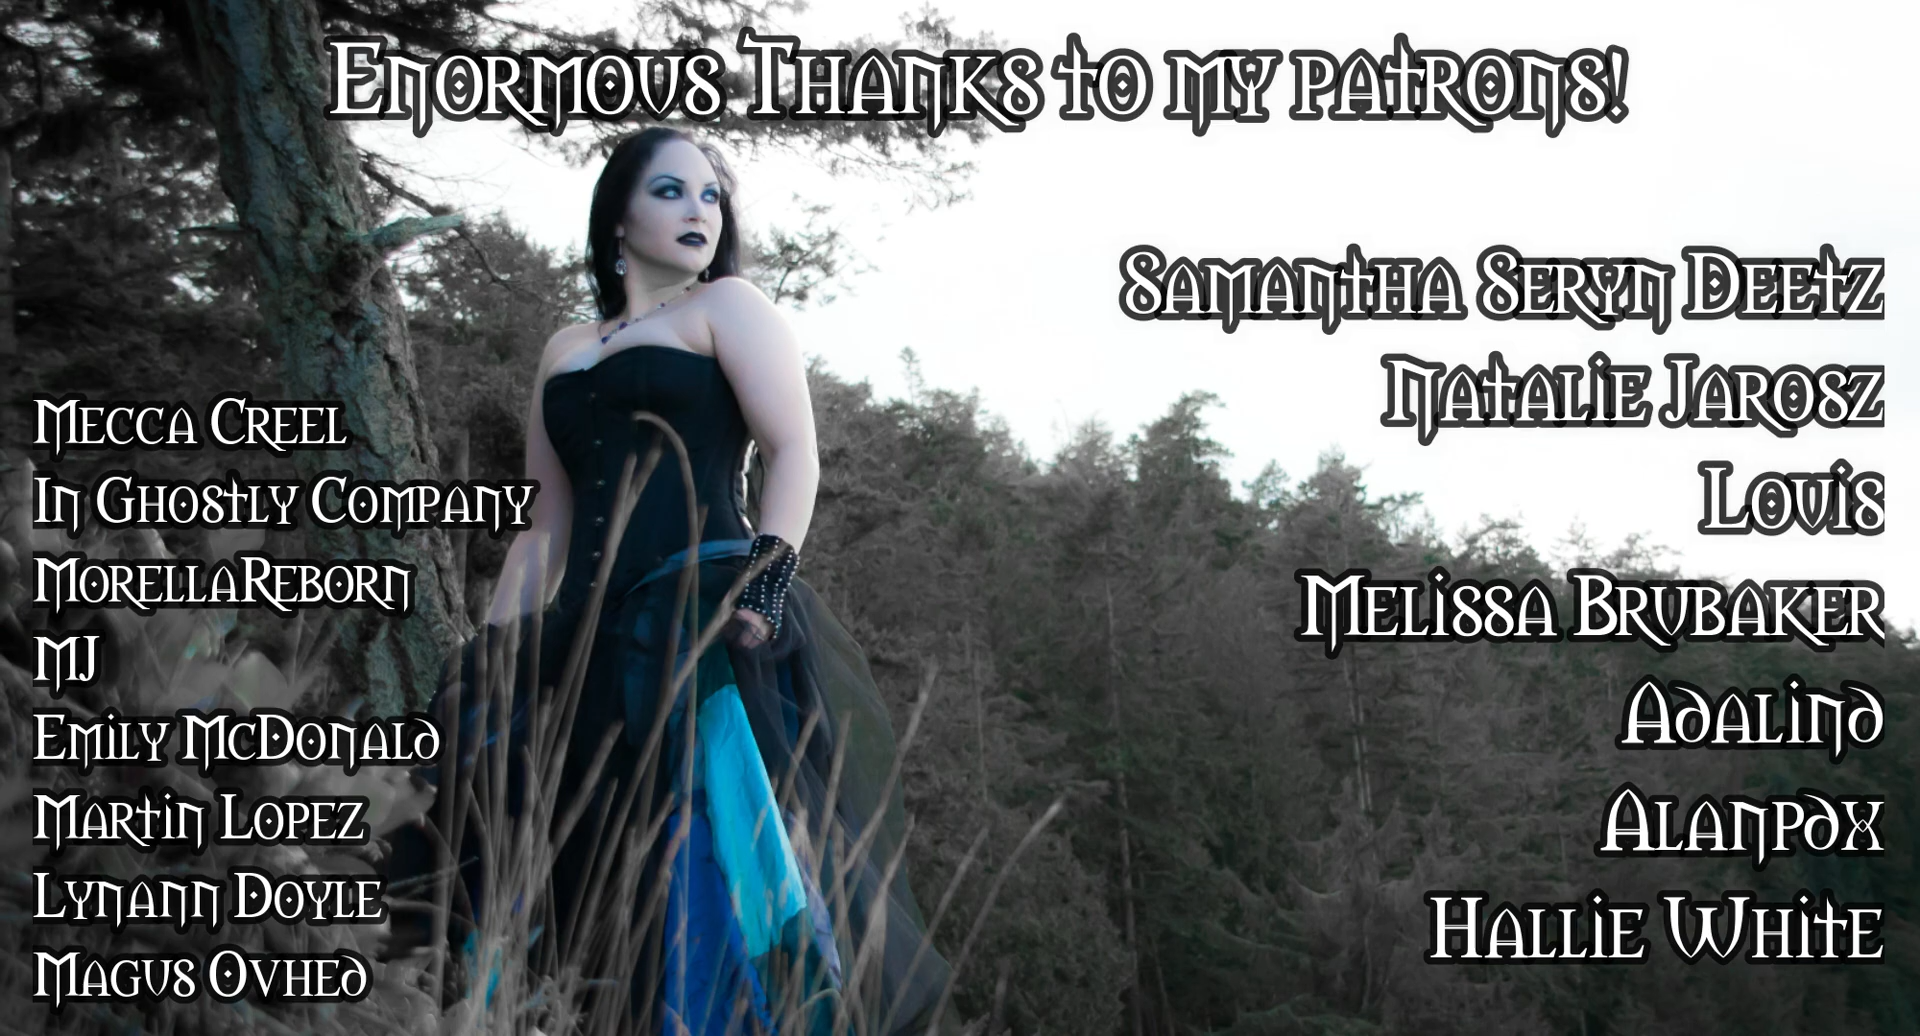 Enormous Thanks to my patrons!
Samantha Seryn Deetz
Natalie Jarosz
Louis
Melissa Brubaker
Adalind
Alanpdx
Hallie White
Mecca Creel
In Ghostly Company
MorellaReborn
MJ
Emily McDonald
Martin Lopez
Lynann Doyle
Magus Ovhed